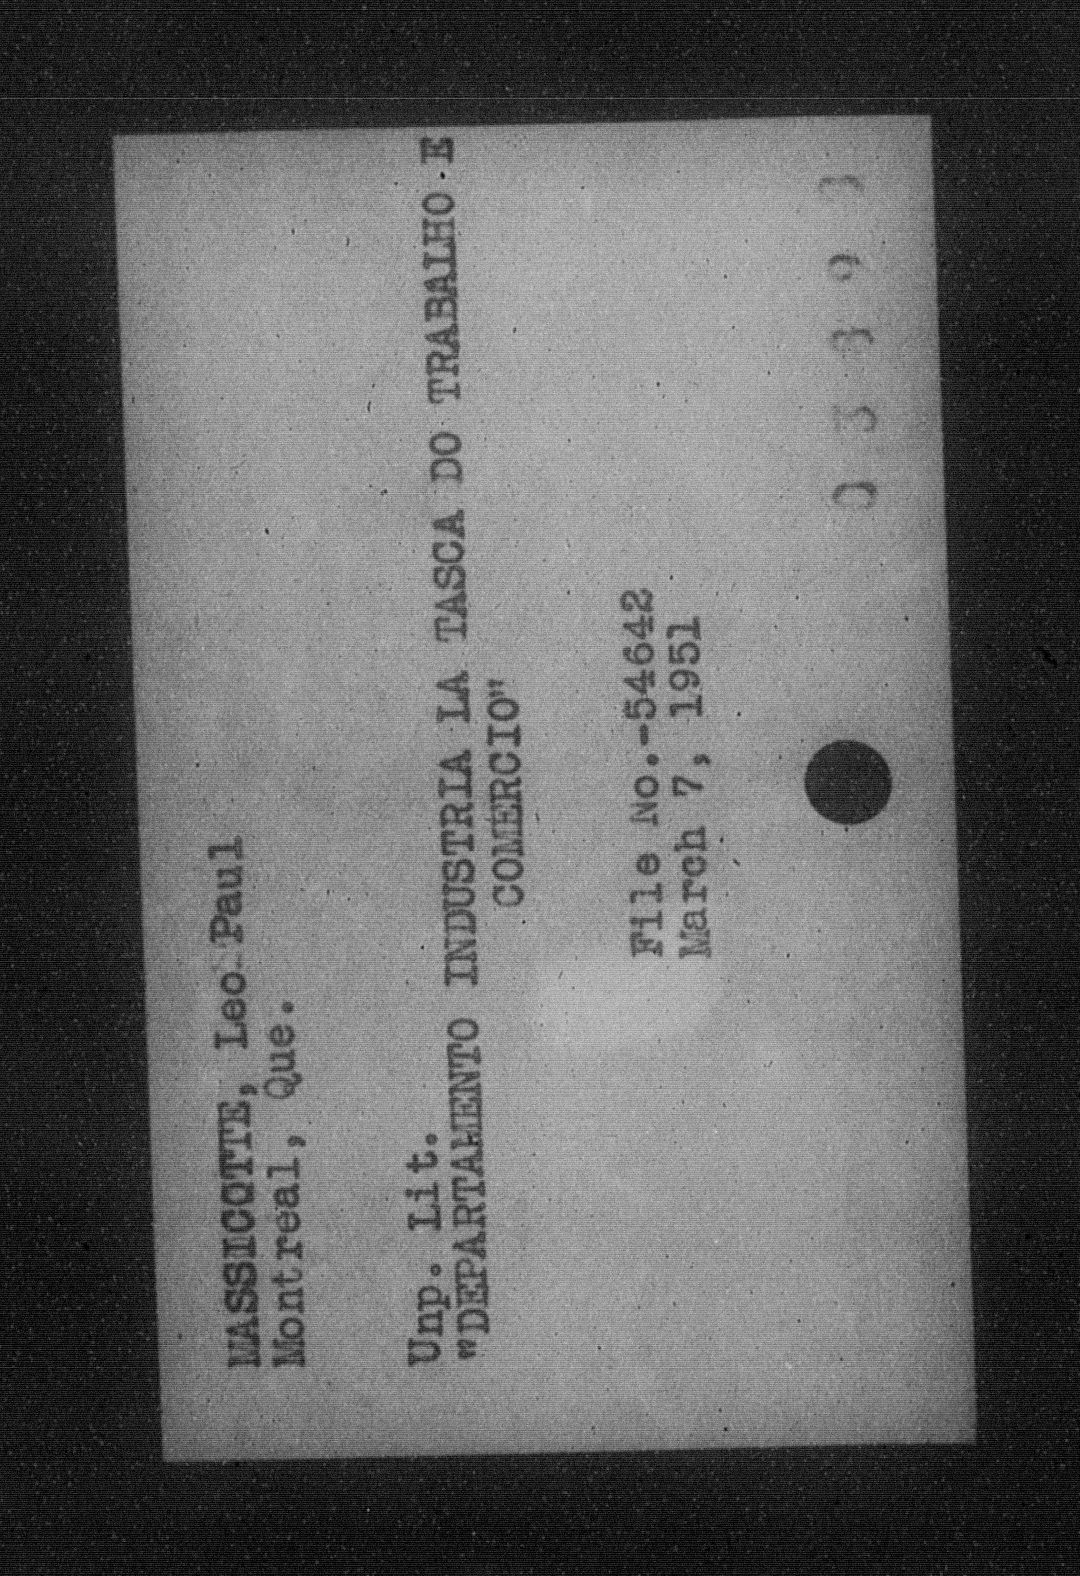 MASSICOTTE, Leo Paul
Montreal, Que.
Unp. Lit.
"DEPARTAMENTO INDUSTRIA LA TASCA DO TRABALHO E
COMERCIO"
File No.-54642
March 7, 1951